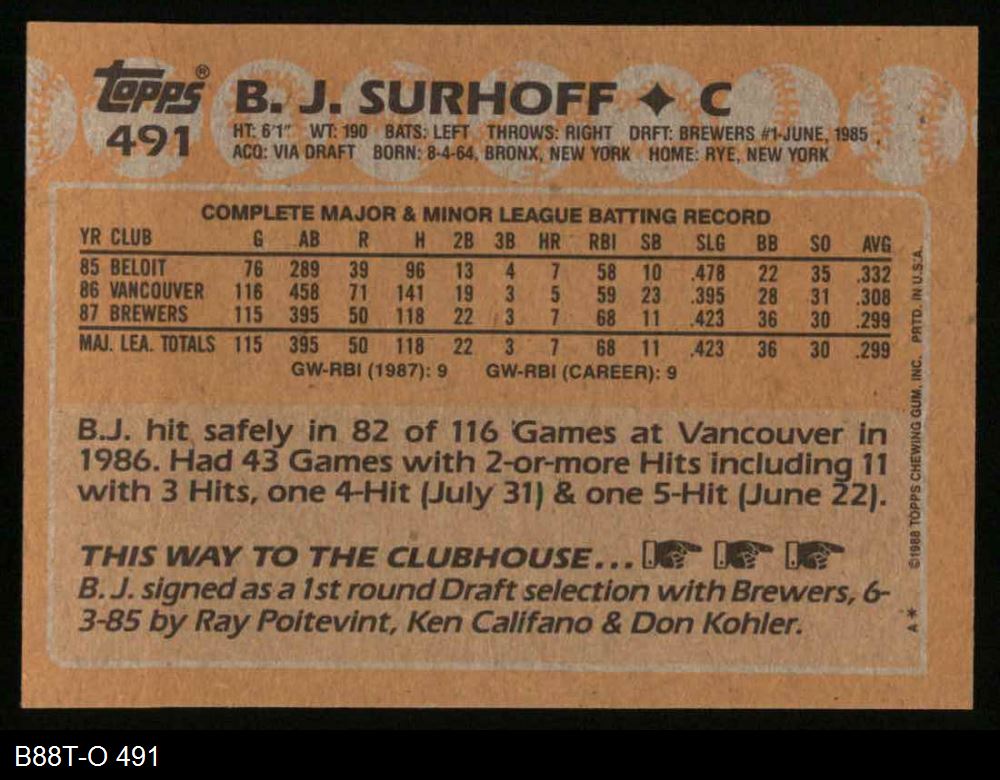 topps® B. J. SURHOFF ✦ C
491 HT: 6'1" WT: 190 BATS: LEFT THROWS: RIGHT DRFT: BREWERS #1-JUNE, 1985
ACQ: VIA DRAFT BORN: 8-4-64, BRONX, NEW YORK HOME: RYE, NEW YORK
COMPLETE MAJOR & MINOR LEAGUE BATTING RECORD
YR CLUB G AB R H 2B 3B HR RBI SB SLG BB SO AVG
85 BELOIT 76 289 39 96 13 4 7 58 10 .478 22 35 .332
86 VANCOUVER 116 458 71 141 19 3 5 59 23 .395 28 31 .308
87 BREWERS 115 395 50 118 22 3 7 68 11 .423 36 30 .299
MAJ. LEA. TOTALS 115 395 50 118 22 3 7 68 11 .423 36 30 .299
GW-RBI (1987): 9 GW-RBI (CAREER): 9
B.J. hit safely in 82 of 116 Games at Vancouver in
1986. Had 43 Games with 2-or-more Hits including 11
with 3 Hits, one 4-Hit (July 31) & one 5-Hit (June 22).
THIS WAY TO THE CLUBHOUSE...
B. J. signed as a 1st round Draft selection with Brewers, 6-
3-85 by Ray Poitevint, Ken Califano & Don Kohler.
©1988 TOPPS CHEWING GUM, INC. PRTD. IN U.S.A.
A*
B88T-O 491